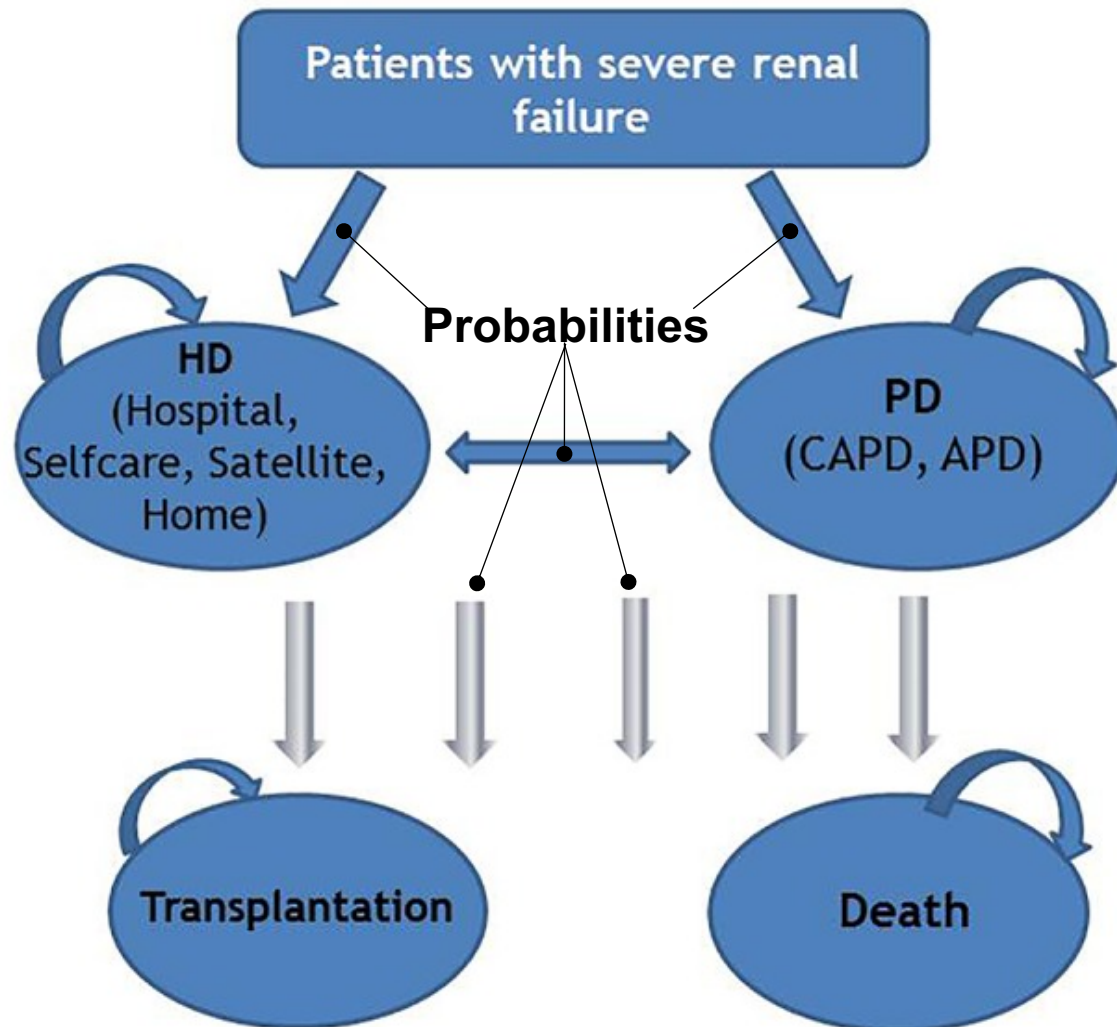 Patients with severe renal
failure
Probabilities
HD
(Hospital,
Selfcare, Satellite,
Home)
PD
(CAPD, APD)
Transplantation
Death